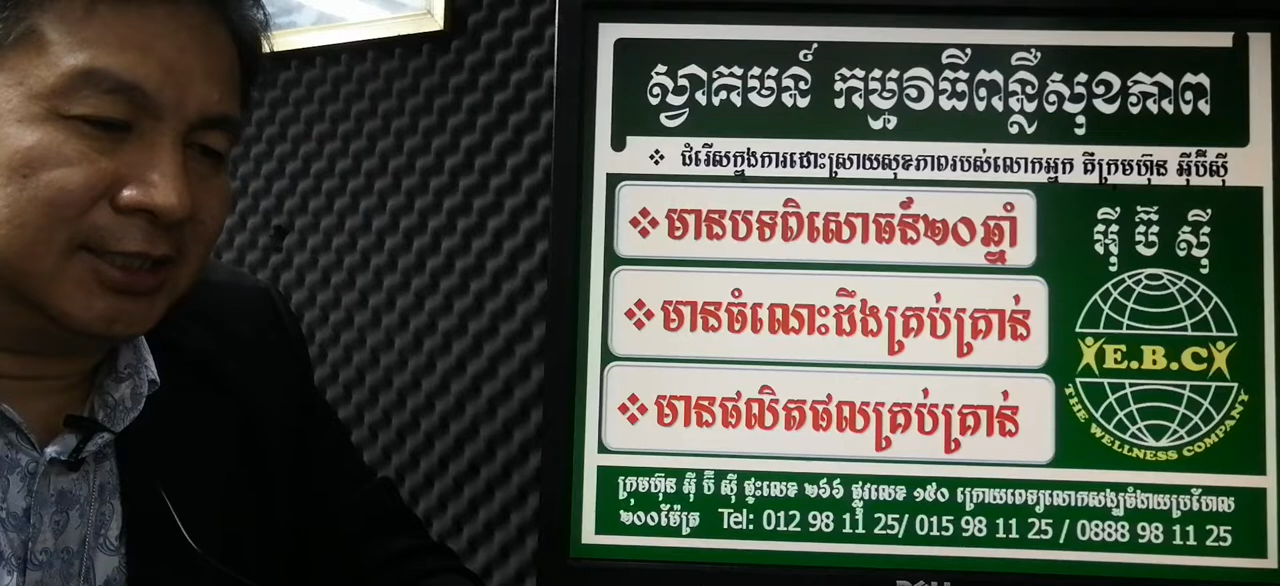 ស្វាគមន៍ កម្មវិធីពន្លឺសុខភាព
❖ ជំរើសក្នុងការដោះស្រាយសុខភាពរបស់លោកអ្នក គឺក្រុមហ៊ុន អ៊ីប៊ីស៊ី
❖មានបទពិសោធន៍២០ឆ្នាំ
❖មានចំណេះដឹងគ្រប់គ្រាន់
❖មានផលិតផលគ្រប់គ្រាន់
អ៊ី ប៊ី ស៊ី
E.B.C
THE WELLNESS COMPANY
ក្រុមហ៊ុន អ៊ី ប៊ី ស៊ី ផ្ទះលេខ ២៦៦ ផ្លូវលេខ ១៥០ ក្រោយពេទ្យលោកសង្ឃចំងាយប្រហែល
២០០ម៉ែត្រ Tel: 012 98 11 25/ 015 98 11 25 / 0888 98 11 25